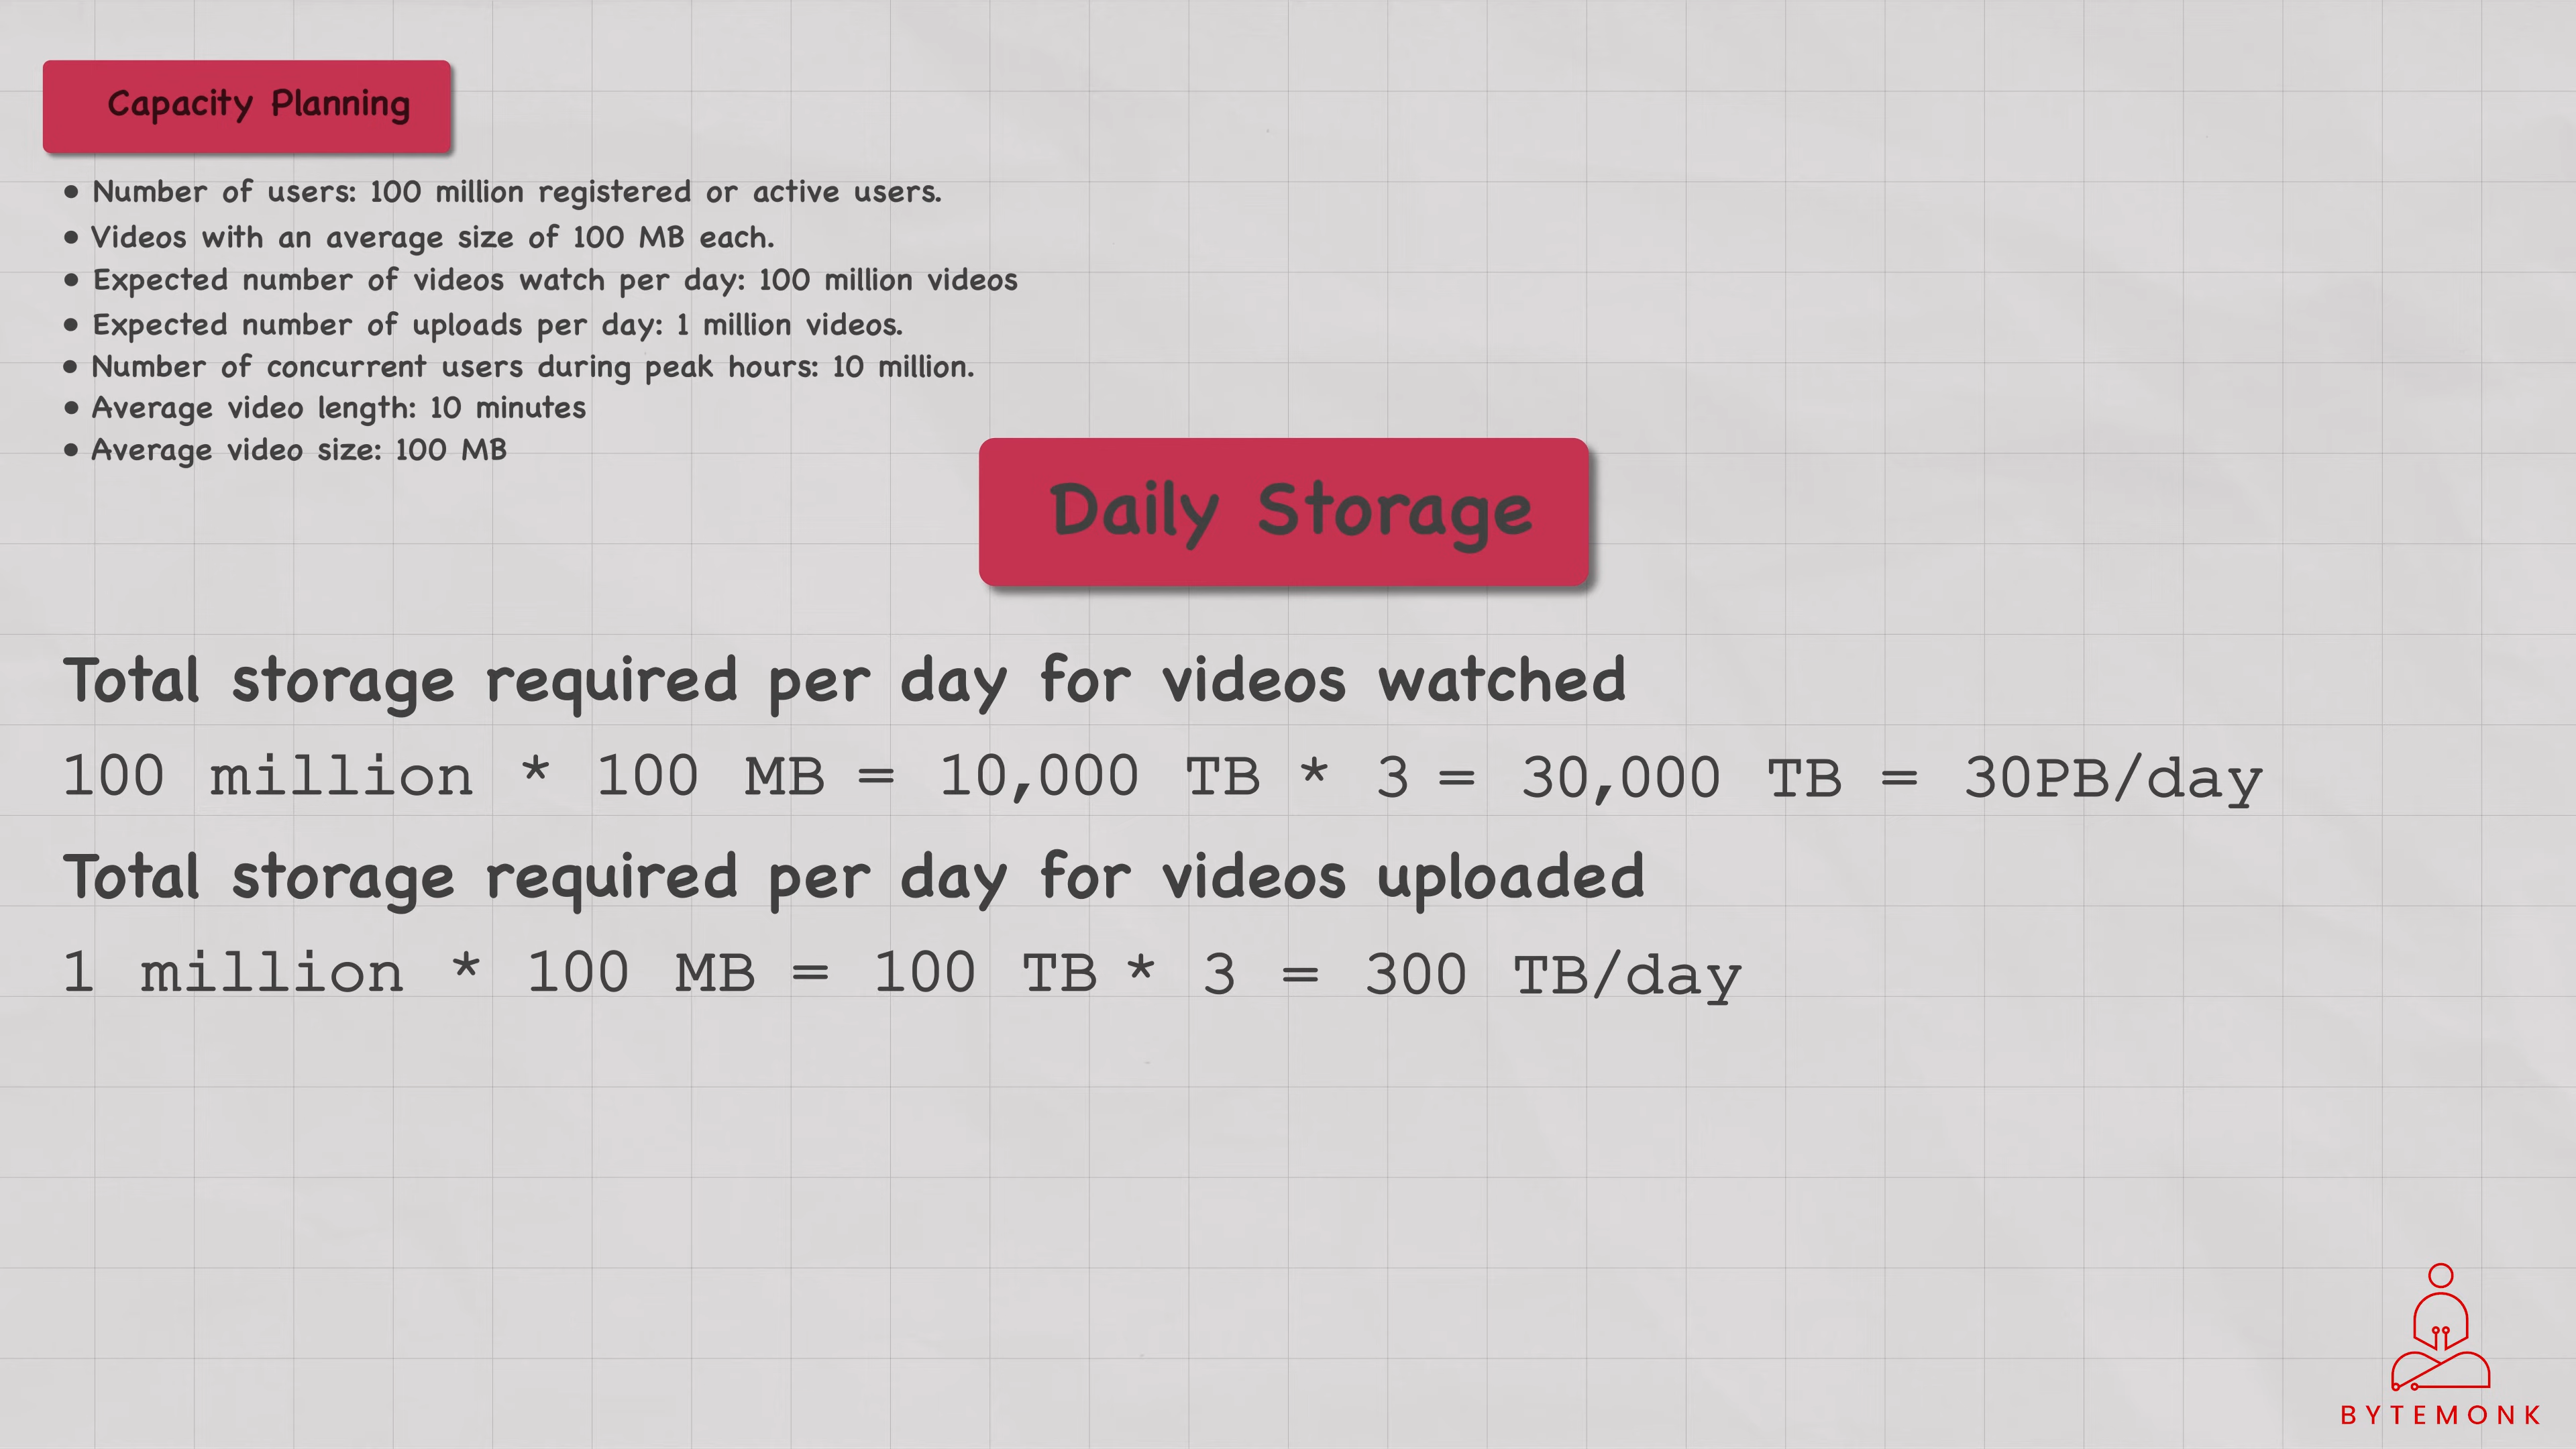 Capacity Planning
• Number of users: 100 million registered or active users.
• Videos with an average size of 100 MB each.
• Expected number of videos watch per day: 100 million videos
• Expected number of uploads per day: 1 million videos.
• Number of concurrent users during peak hours: 10 million.
• Average video length: 10 minutes
• Average video size: 100 MB
Daily Storage
Total storage required per day for videos watched
100 million * 100 MB = 10,000 TB * 3 = 30,000 TB = 30PB/day
Total storage required per day for videos uploaded
1 million * 100 MB = 100 TB * 3 = 300 TB/day
BYTEMONK